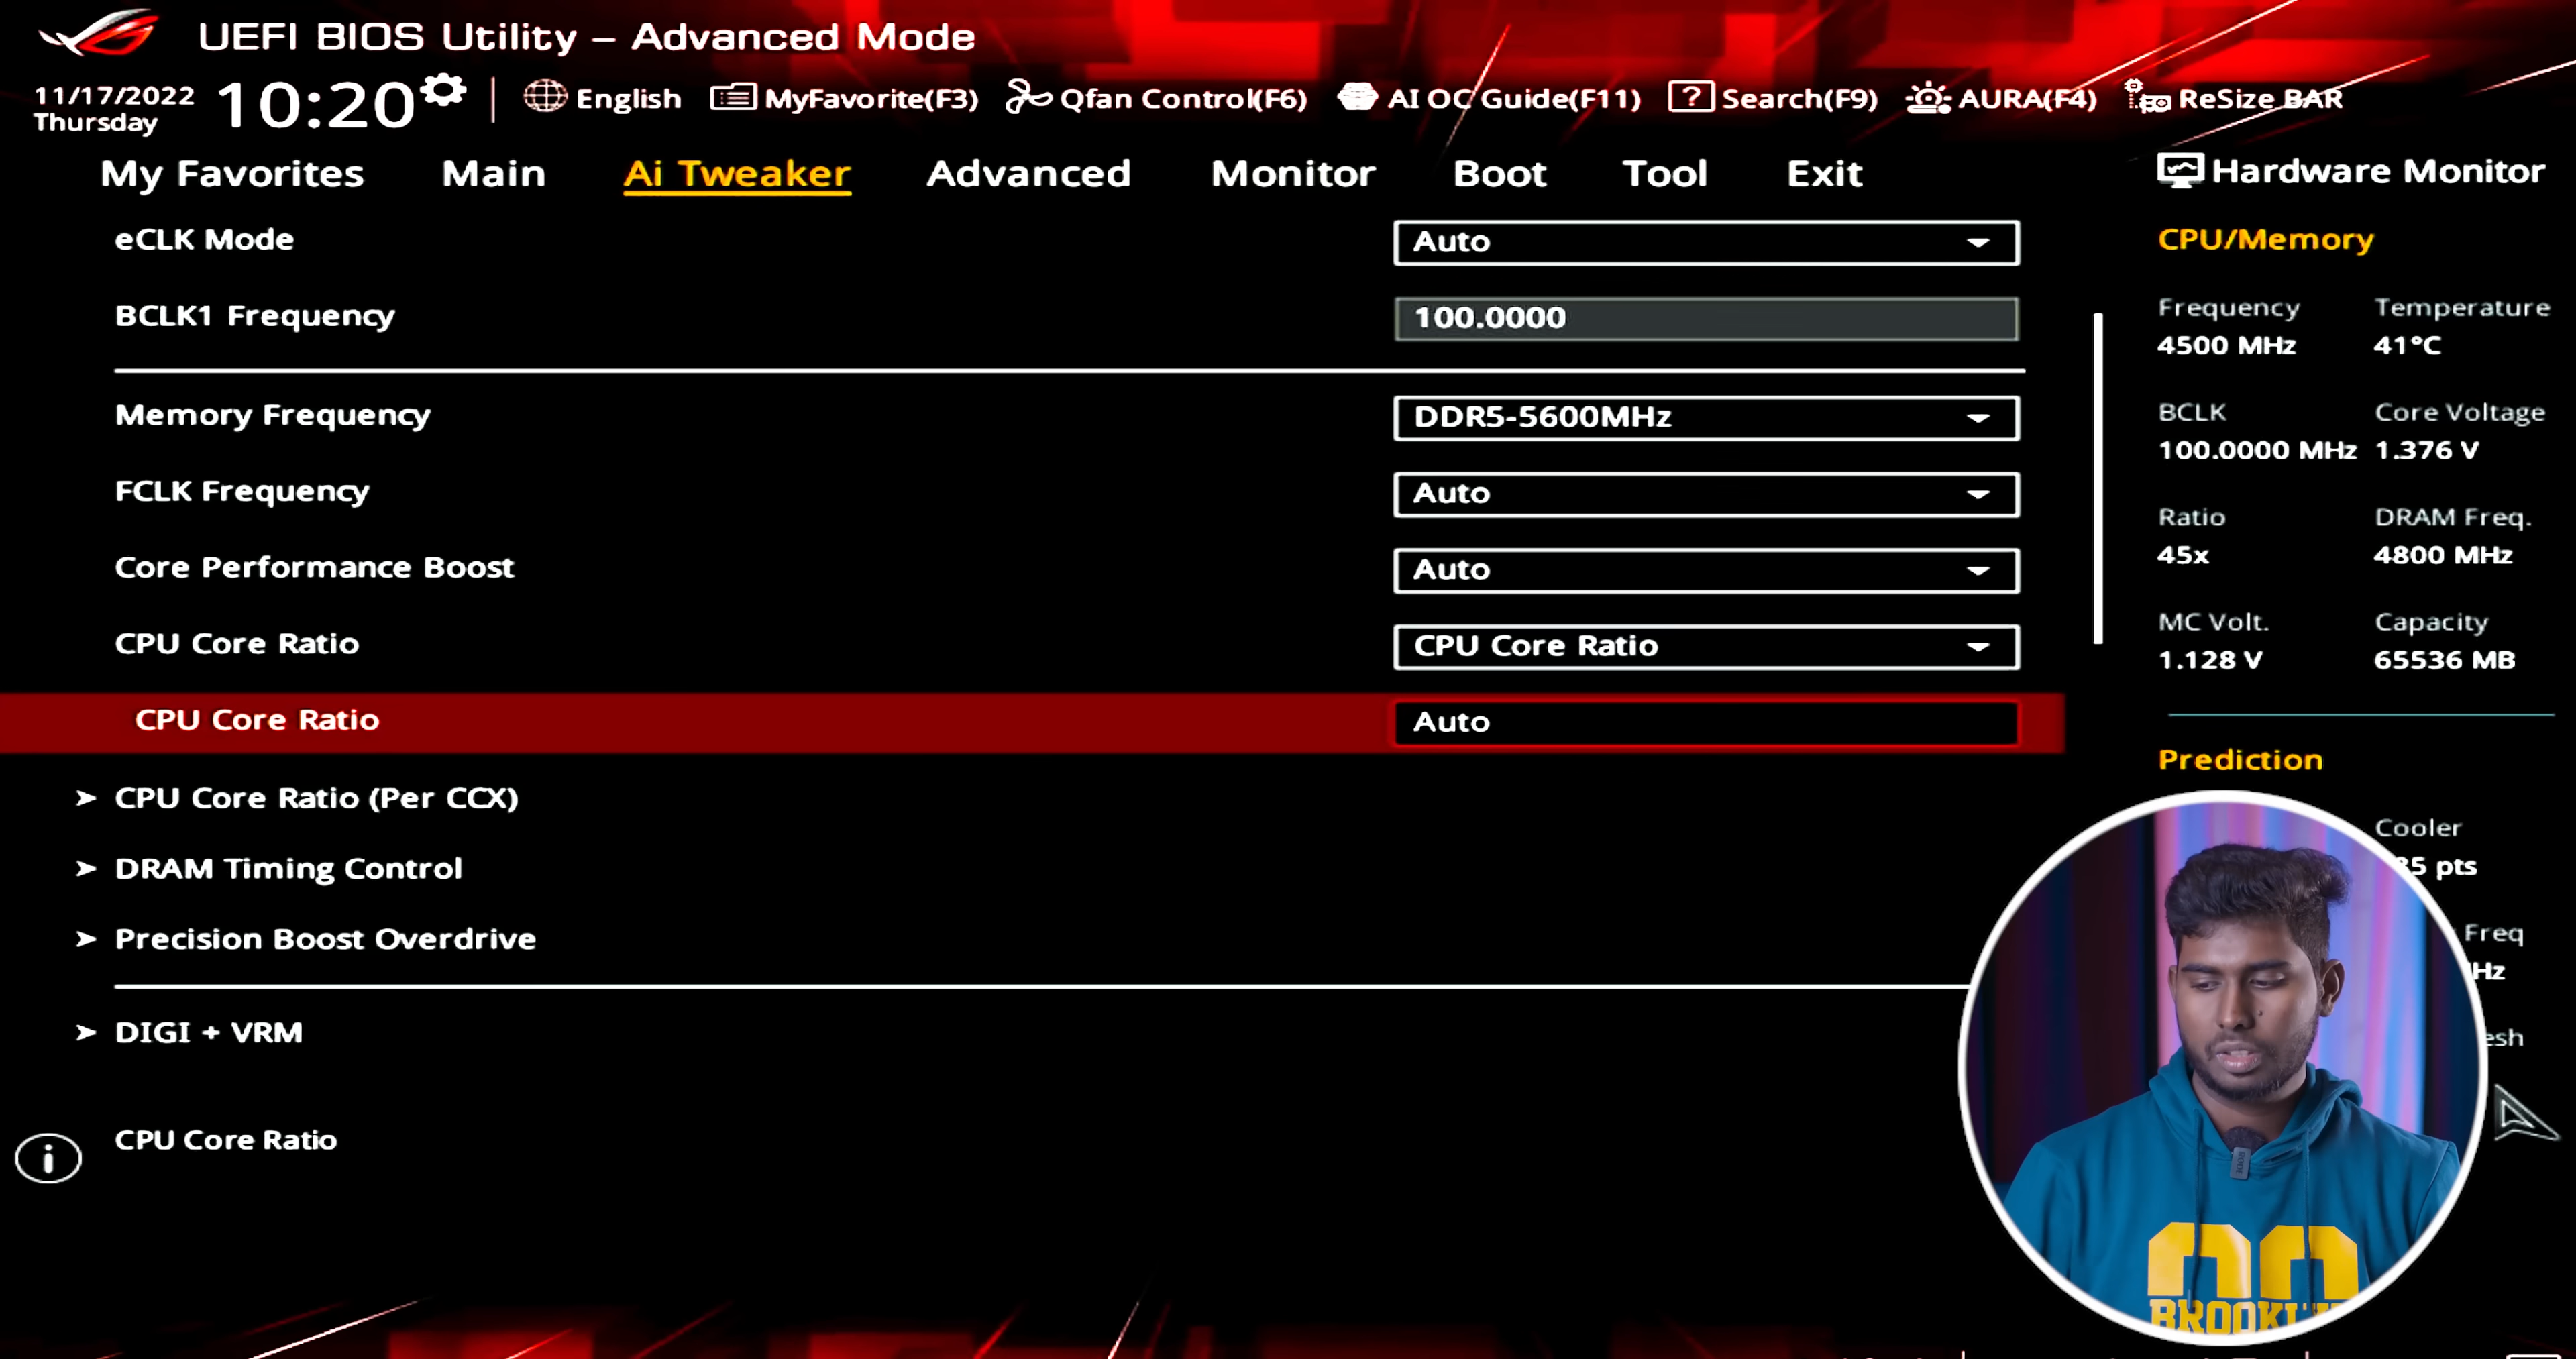 UEFI BIOS Utility – Advanced Mode
11/17/2022
Thursday
10:20
English
MyFavorite(F3)
Qfan Control(F6)
AI OC Guide(F11)
Search(F9)
AURA(F4)
ReSize BAR
My Favorites
Main
Ai Tweaker
Advanced
Monitor
Boot
Tool
Exit
eCLK Mode
Auto
BCLK1 Frequency
100.0000
Memory Frequency
DDR5-5600MHz
FCLK Frequency
Auto
Core Performance Boost
Auto
CPU Core Ratio
CPU Core Ratio
CPU Core Ratio
Auto
CPU Core Ratio (Per CCX)
DRAM Timing Control
Precision Boost Overdrive
DIGI + VRM
CPU Core Ratio
Hardware Monitor
CPU/Memory
Frequency
Temperature
4500 MHz
41°C
BCLK
Core Voltage
100.0000 MHz
1.376 V
Ratio
DRAM Freq.
45x
4800 MHz
MC Volt.
Capacity
1.128 V
65536 MB
Prediction
Cooler
pts
Freq